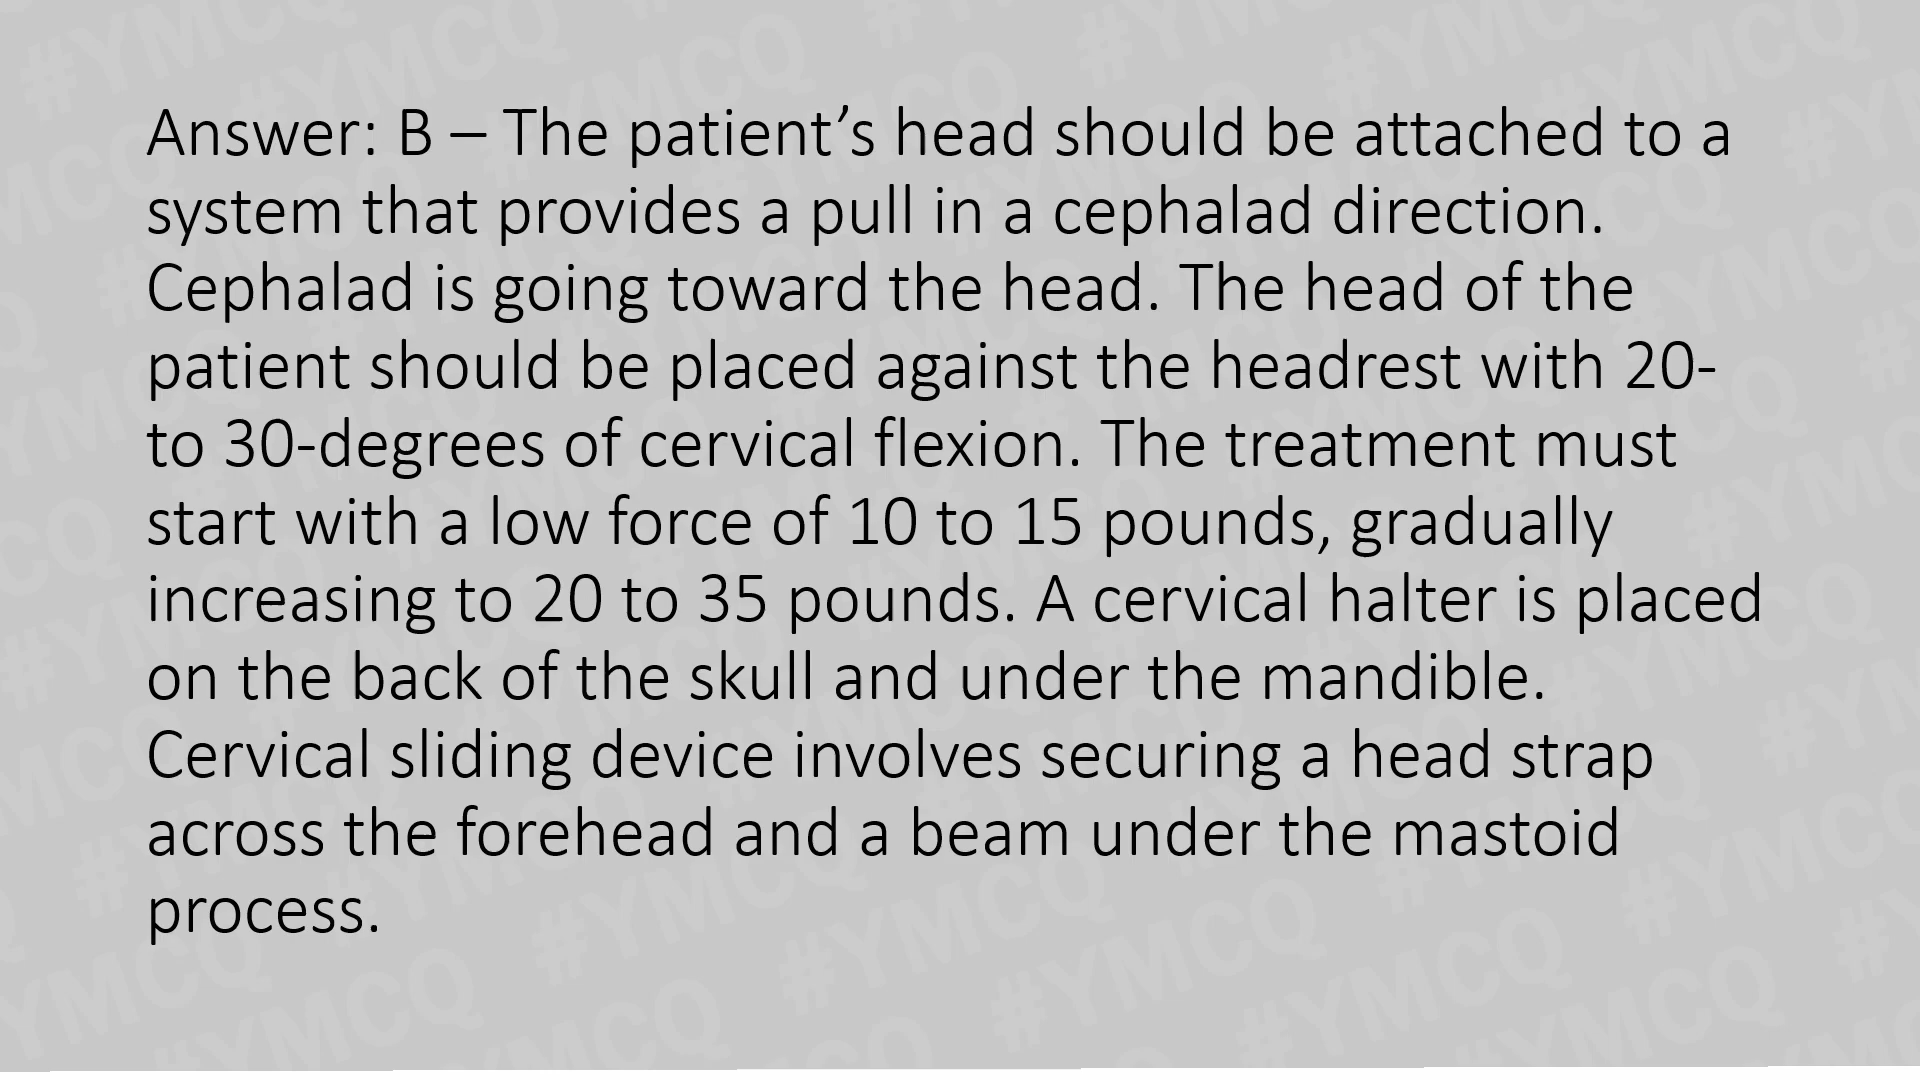 Answer: B – The patient’s head should be attached to a
system that provides a pull in a cephalad direction.
Cephalad is going toward the head. The head of the
patient should be placed against the headrest with 20-
to 30-degrees of cervical flexion. The treatment must
start with a low force of 10 to 15 pounds, gradually
increasing to 20 to 35 pounds. A cervical halter is placed
on the back of the skull and under the mandible.
Cervical sliding device involves securing a head strap
across the forehead and a beam under the mastoid
process.
#YMCQ